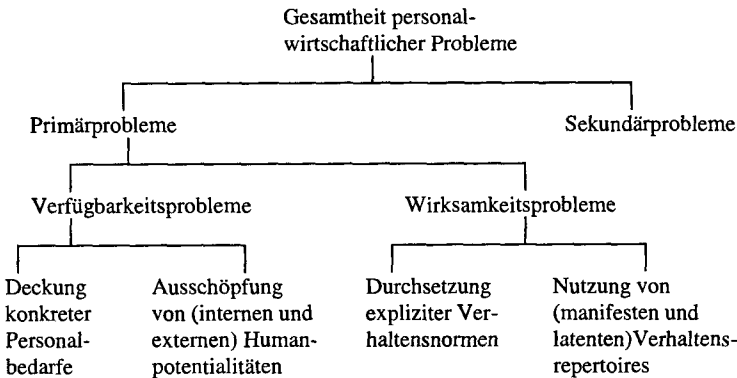 Gesamtheit personal-
wirtschaftlicher Probleme
Primärprobleme
Sekundärprobleme
Verfügbarkeitsprobleme
Wirksamkeitsprobleme
Deckung
konkreter
Personal-
bedarfe
Ausschöpfung
von (internen und
externen) Human-
potentialitäten
Durchsetzung
expliziter Ver-
haltensnormen
Nutzung von
(manifesten und
latenten)Verhaltens-
repertoires